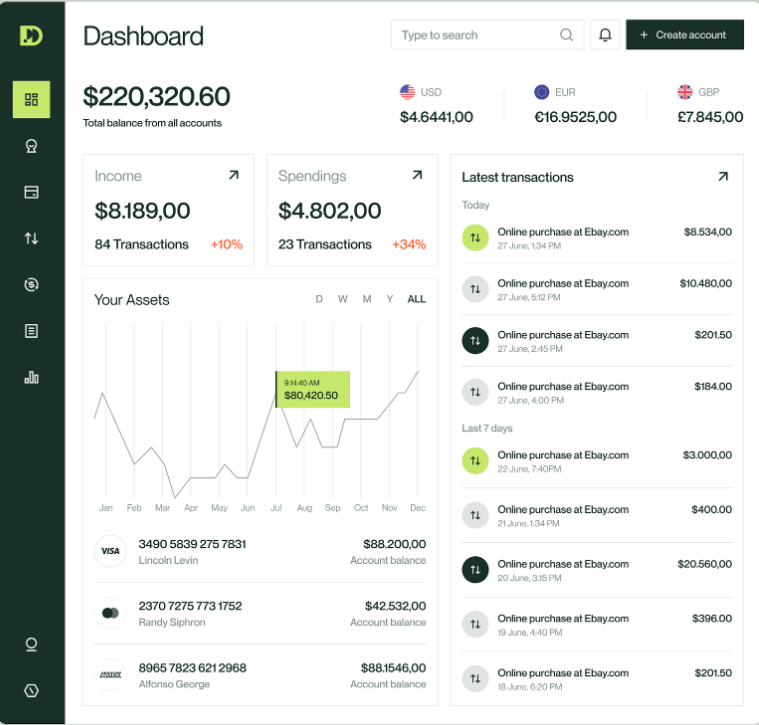 Dashboard
Type to search
+ Create account
$220,320.60
Total balance from all accounts
USD
$4.6441,00
EUR
€16.9525,00
GBP
£7.845,00
Income
$8.189,00
84 Transactions +10%
Spendings
$4.802,00
23 Transactions +34%
Your Assets
D W M Y ALL
9:14:40 AM
$80,420.50
Jan Feb Mar Apr May Jun Jul Aug Sep Oct Nov Dec
VISA
3490 5839 275 7831 $88.200,00
Lincoln Levin Account balance
2370 7275 773 1752 $42.532,00
Randy Siphron Account balance
AMEX
8965 7823 621 2968 $88.1546,00
Alfonso George Account balance
Latest transactions
Today
Online purchase at Ebay.com $8.534,00
27 June, 1:34 PM
Online purchase at Ebay.com $10.480,00
27 June, 5:12 PM
Online purchase at Ebay.com $201.50
27 June, 2:45 PM
Online purchase at Ebay.com $184.00
27 June, 4:00 PM
Last 7 days
Online purchase at Ebay.com $3.000,00
22 June, 7:40PM
Online purchase at Ebay.com $400.00
21 June, 1:34 PM
Online purchase at Ebay.com $20.560,00
20 June, 3:15 PM
Online purchase at Ebay.com $396.00
19 June, 4:40 PM
Online purchase at Ebay.com $201.50
18 June, 6:20 PM